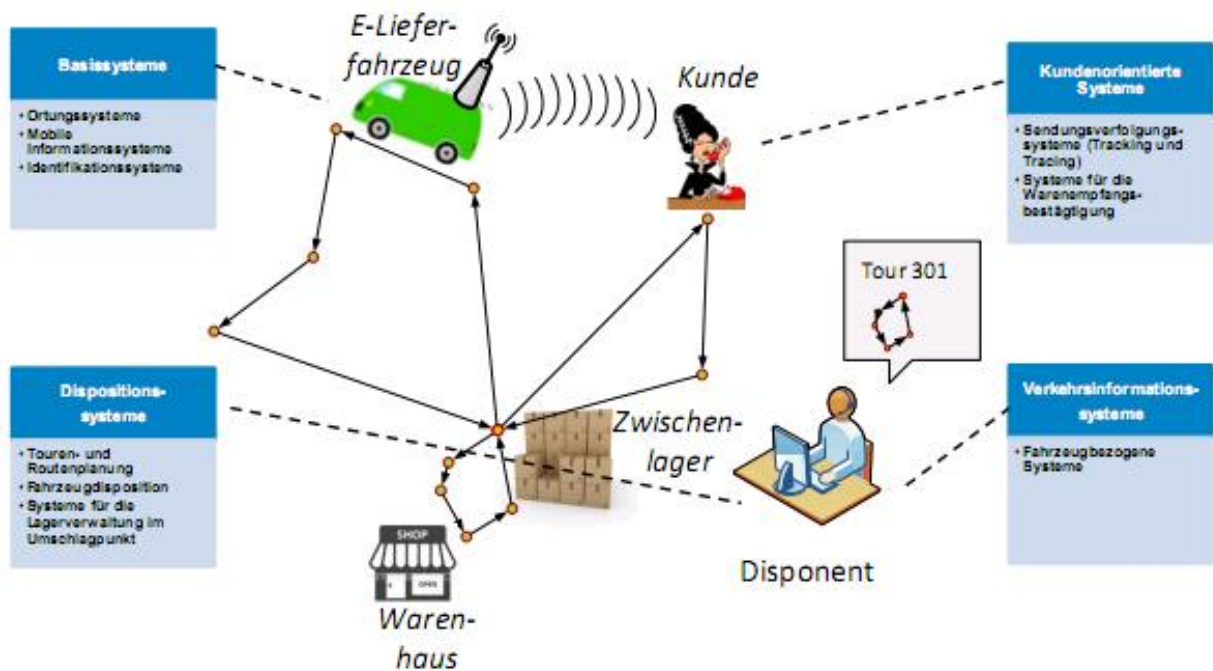 Basissysteme
• Ortungssysteme
• Mobile
Informationssysteme
• Identifikationssysteme
E-Liefer-
fahrzeug
Kunde
Kundenorientierte
Systeme
• Sendungsverfolgungs-
systeme (Tracking und
Tracing)
• Systeme für die
Warenempfangs-
bestägtigung
Tour 301
Dispositions-
systeme
• Touren- und
Routenplanung
• Fahrzeugdisposition
• Systeme für die
Lagerverwaltung im
Umschlagpunkt
Zwischen-
lager
Verkehrsinformations-
systeme
• Fahrzeugbezogene
Systeme
SHOP
OPEN
Waren-
haus
Disponent